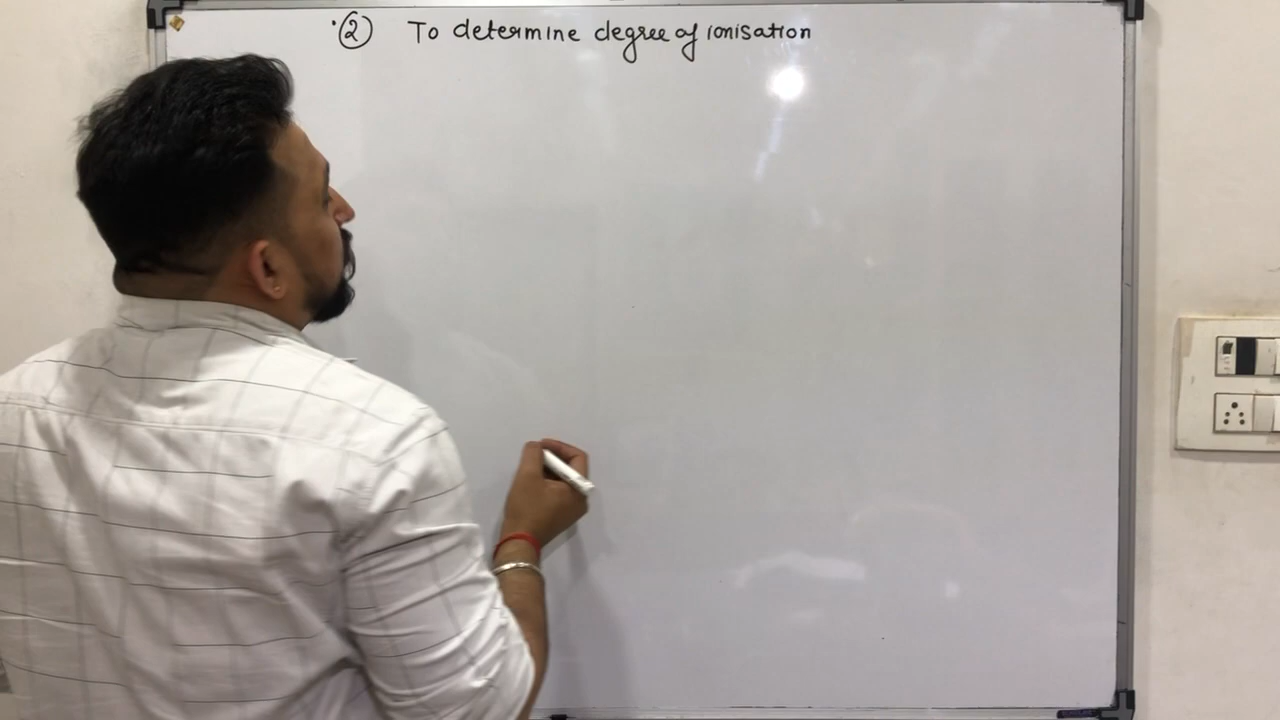 ② To determine degree of ionisation